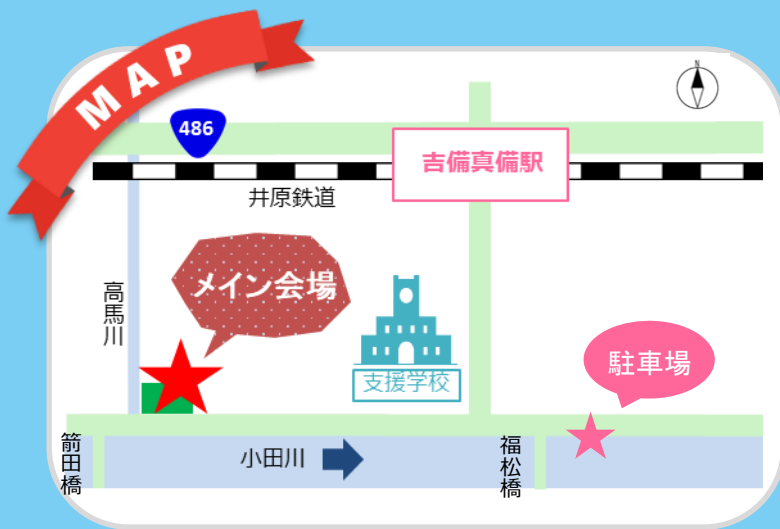 MAP
N
486
吉備真備駅
井原鉄道
メイン会場
高馬川
支援学校
駐車場
箭田橋
小田川
福松橋